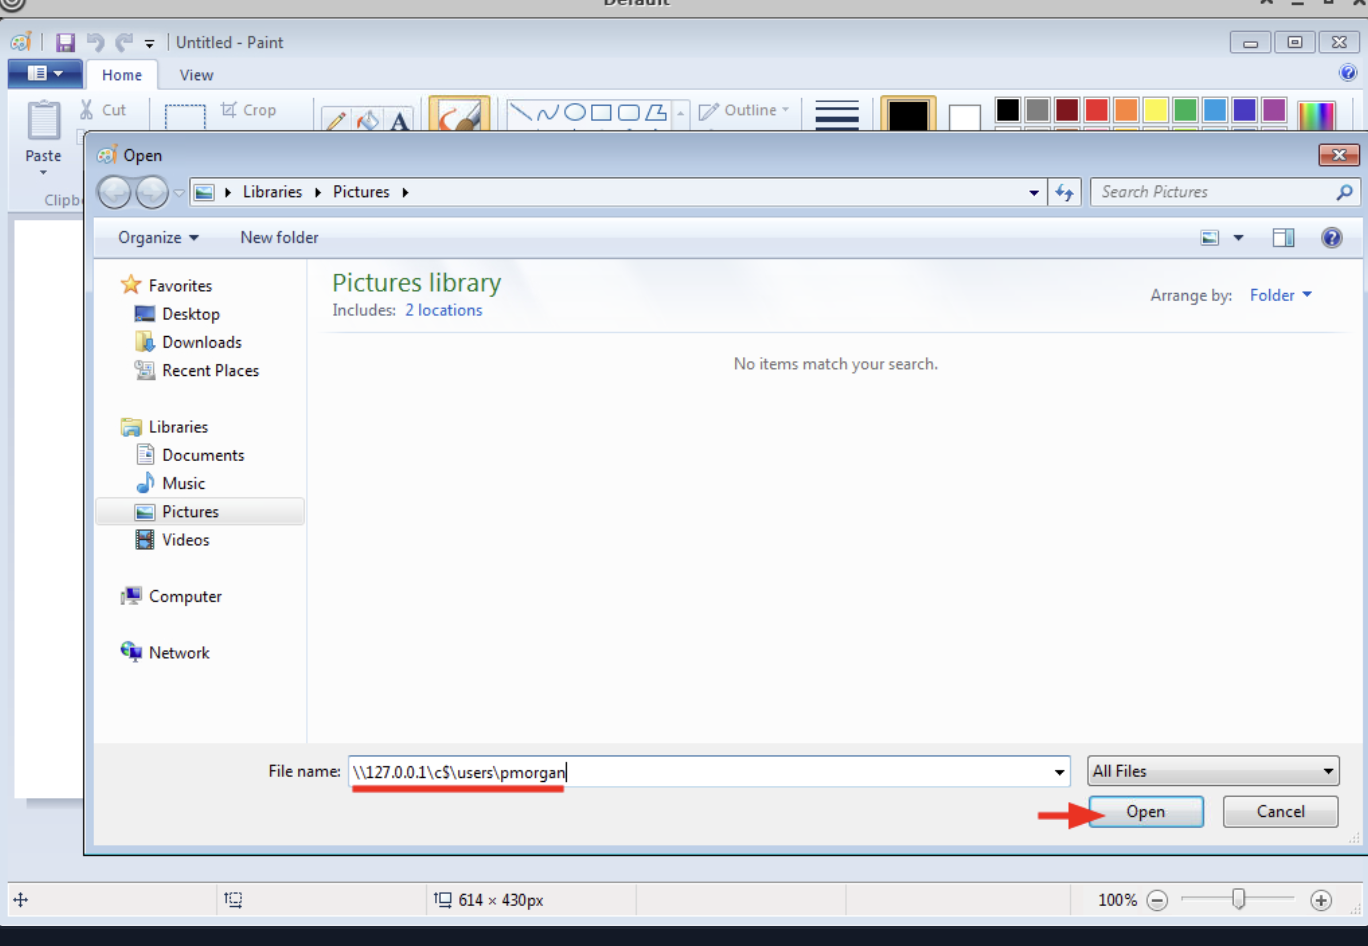 Default
Untitled - Paint
Home View
Cut
Crop
Outline
A
Paste
Open
Libraries Pictures
Search Pictures
Organize New folder
Favorites
Desktop
Downloads
Recent Places
Libraries
Documents
Music
Pictures
Videos
Computer
Network
Pictures library
Includes: 2 locations
Arrange by: Folder
No items match your search.
File name: \\127.0.0.1\c$\users\pmorgan
All Files
Open Cancel
614 × 430px
100%